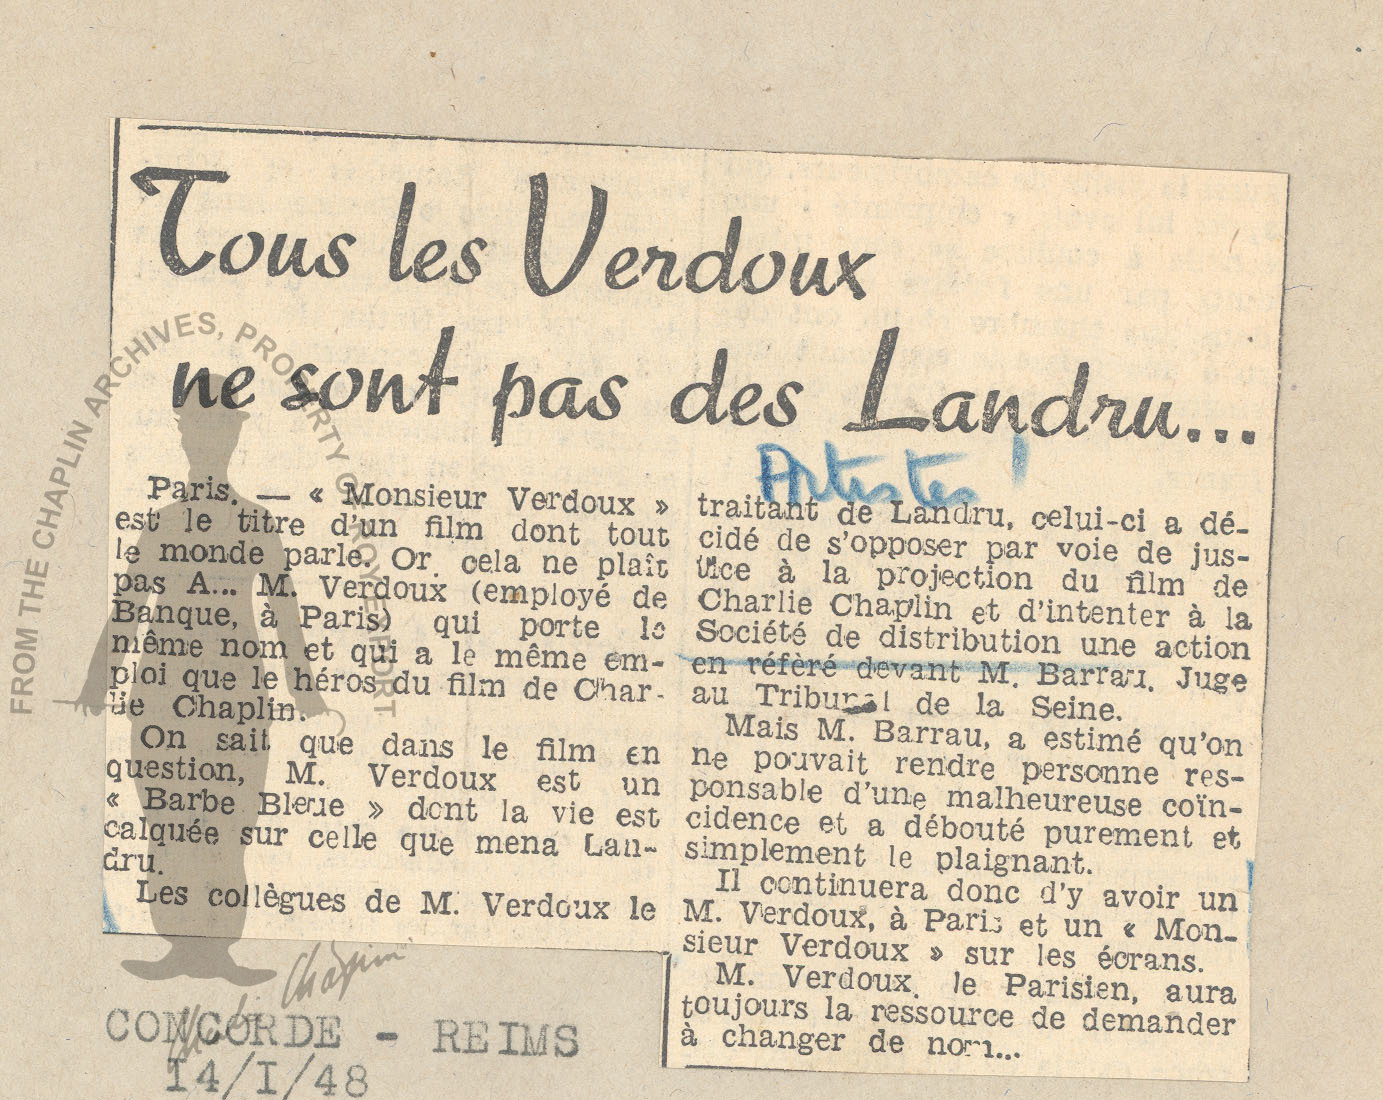 Tous les Verdoux
ne sont pas des Landru...
Artistes !
Paris. — « Monsieur Verdoux »
est le titre d'un film dont tout
le monde parle. Or. cela ne plaît
pas A... M. Verdoux (employé de
Banque, à Paris) qui porte le
même nom et qui a le même em-
ploi que le héros du film de Char-
lie Chaplin.
On sait que dans le film en
question, M. Verdoux est un
« Barbe Bleue » dont la vie est
calquée sur celle que mena Lan-
dru.
Les collègues de M. Verdoux le
traitant de Landru, celui-ci a dé-
cidé de s'opposer par voie de jus-
tice à la projection du film de
Charlie Chaplin et d'intenter à la
Société de distribution une action
en référé devant M. Barrau, Juge
au Tribunal de la Seine.
Mais M. Barrau, a estimé qu'on
ne pouvait rendre personne res-
ponsable d'une malheureuse coïn-
cidence et a débouté purement et
simplement le plaignant.
Il continuera donc d'y avoir un
M. Verdoux, à Paris et un « Mon-
sieur Verdoux » sur les écrans.
M. Verdoux, le Parisien, aura
toujours la ressource de demander
à changer de nom...
CONCORDE - REIMS
14/I/48
FROM THE CHAPLIN ARCHIVES, PROPERTY OF ROY EXPORT
Charlie Chaplin